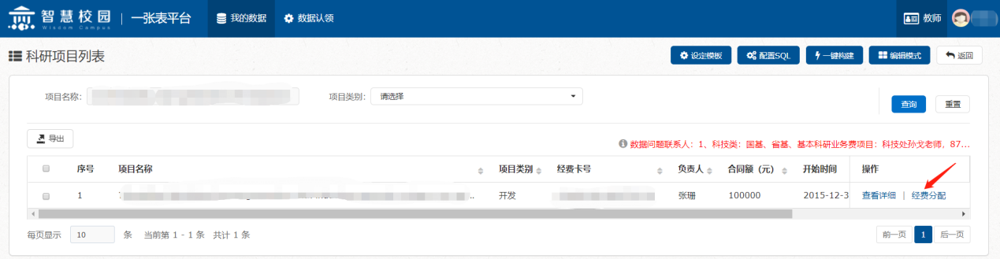 智慧校园 一张表平台 我的数据 数据认领 教师
Wisdom Campus
科研项目列表 设定模板 配置SQL 一键构建 编辑模式 返回
项目名称: 项目类别: 请选择 查询 重置
导出
数据问题联系人：1、科技类：国基、省基、基本科研业务费项目：科技处孙戈老师，87...
序号 项目名称 项目类别 经费卡号 负责人 合同额（元） 开始时间 操作
1 ... 开发 张珊 100000 2015-12-3 查看详细 | 经费分配
每页显示 10 条 当前第 1 - 1 条 共计 1 条 前一页 1 后一页